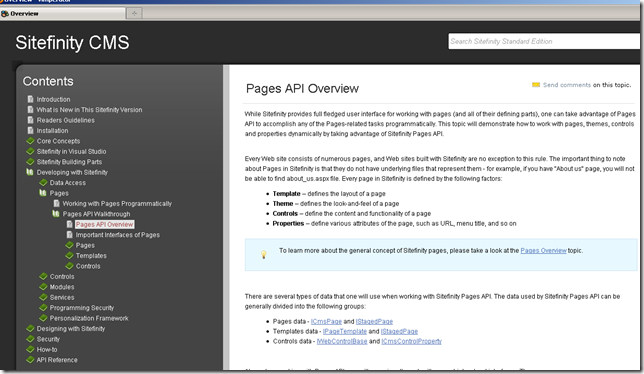 Overview
Sitefinity CMS
Search Sitefinity Standard Edition
Contents
Introduction
What is New in This Sitefinity Version
Readers Guidelines
Installation
Core Concepts
Sitefinity in Visual Studio
Sitefinity Building Parts
Developing with Sitefinity
Data Access
Pages
Working with Pages Programmatically
Pages API Walkthrough
Pages API Overview
Important Interfaces of Pages
Pages
Templates
Controls
Controls
Modules
Services
Programming Security
Personalization Framework
Designing with Sitefinity
Security
How-to
API Reference
Pages API Overview
Send comments on this topic.
While Sitefinity provides full fledged user interface for working with pages (and all of their defining parts), one can take advantage of Pages
API to accomplish any of the Pages-related tasks programmatically. This topic will demonstrate how to work with pages, themes, controls
and properties dynamically by taking advantage of Sitefinity Pages API.
Every Web site consists of numerous pages, and Web sites built with Sitefinity are no exception to this rule. The important thing to note
about Pages in Sitefinity is that they do not have underlying files that represent them - for example, if you have "About us" page, you will not
be able to find about_us.aspx file. Every page in Sitefinity is defined by the following factors:
Template – defines the layout of a page
Theme – defines the look-and-feel of a page
Controls – define the content and functionality of a page
Properties – define various attributes of the page, such as URL, menu title, and so on
To learn more about the general concept of Sitefinity pages, please take a look at the Pages Overview topic.
There are several types of data that one will use when working with Sitefinity Pages API. The data used by Sitefinity Pages API can be
generally divided into the following groups:
Pages data - ICmsPage and IStagedPage
Templates data - IPageTemplate and IStagedPage
Controls data - IWebControlBase and ICmsControlProperty